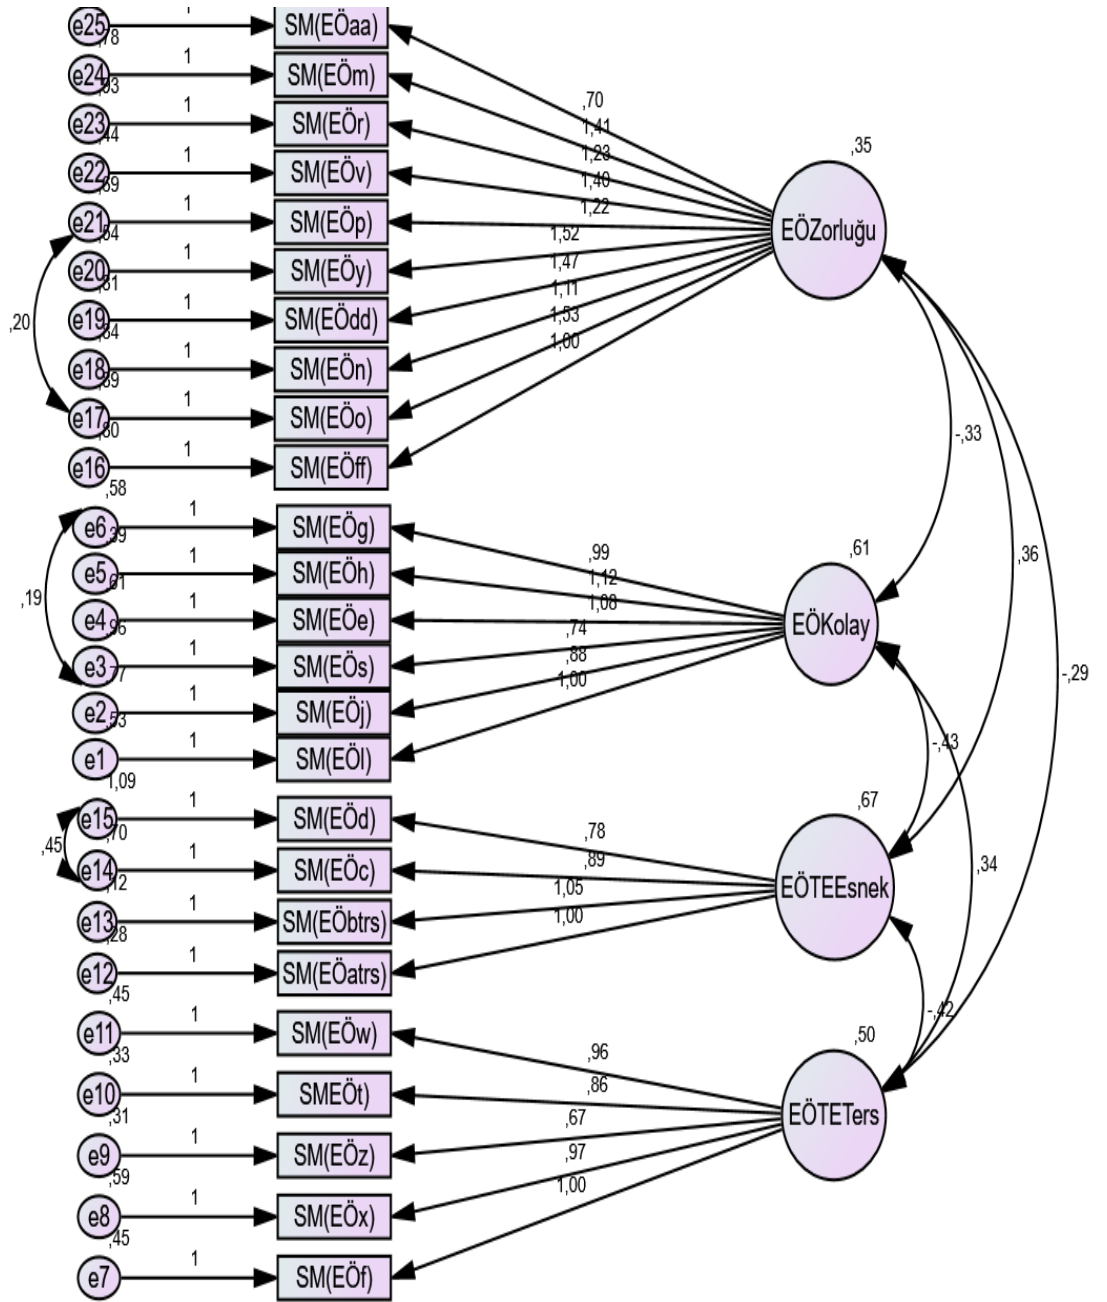 e25 1 SM(EÖaa)
,78
e24 1 SM(EÖm)
,93
,70
e23 1 SM(EÖr)
,44
1,41
,35
1,23
e22 1 SM(EÖv)
,69
1,40
1,22
e21 1 SM(EÖp)
EÖZorluğu
,54
1,52
e20 1 SM(EÖy)
,81
1,47
1,11
e19 1 SM(EÖdd)
,20
,84
1,53
1,00
e18 1 SM(EÖn)
,89
e17 1 SM(EÖo)
,80
-,33
e16 1 SM(EÖff)
,58
e6 1 SM(EÖg)
,39
,99
,61
,36
e5 1 SM(EÖh)
,61
1,12
,19
1,08
e4 1 SM(EÖe)
,96
,74
EÖKolay
,88
e3 1 SM(EÖs)
,77
1,00
-,29
e2 1 SM(EÖj)
,53
-,43
e1 1 SM(EÖl)
1,09
,67
e15 1 SM(EÖd)
,70
,78
,45
,89
,34
e14 1 SM(EÖc)
,12
1,05
EÖTEEsnek
e13 1 SM(EÖbtrs)
,28
1,00
e12 1 SM(EÖatrs)
,45
-,42
e11 1 SM(EÖw)
,33
,50
,96
,86
e10 1 SMEÖt)
,31
,67
EÖTETers
e9 1 SM(EÖz)
,59
,97
1,00
e8 1 SM(EÖx)
,45
e7 1 SM(EÖf)